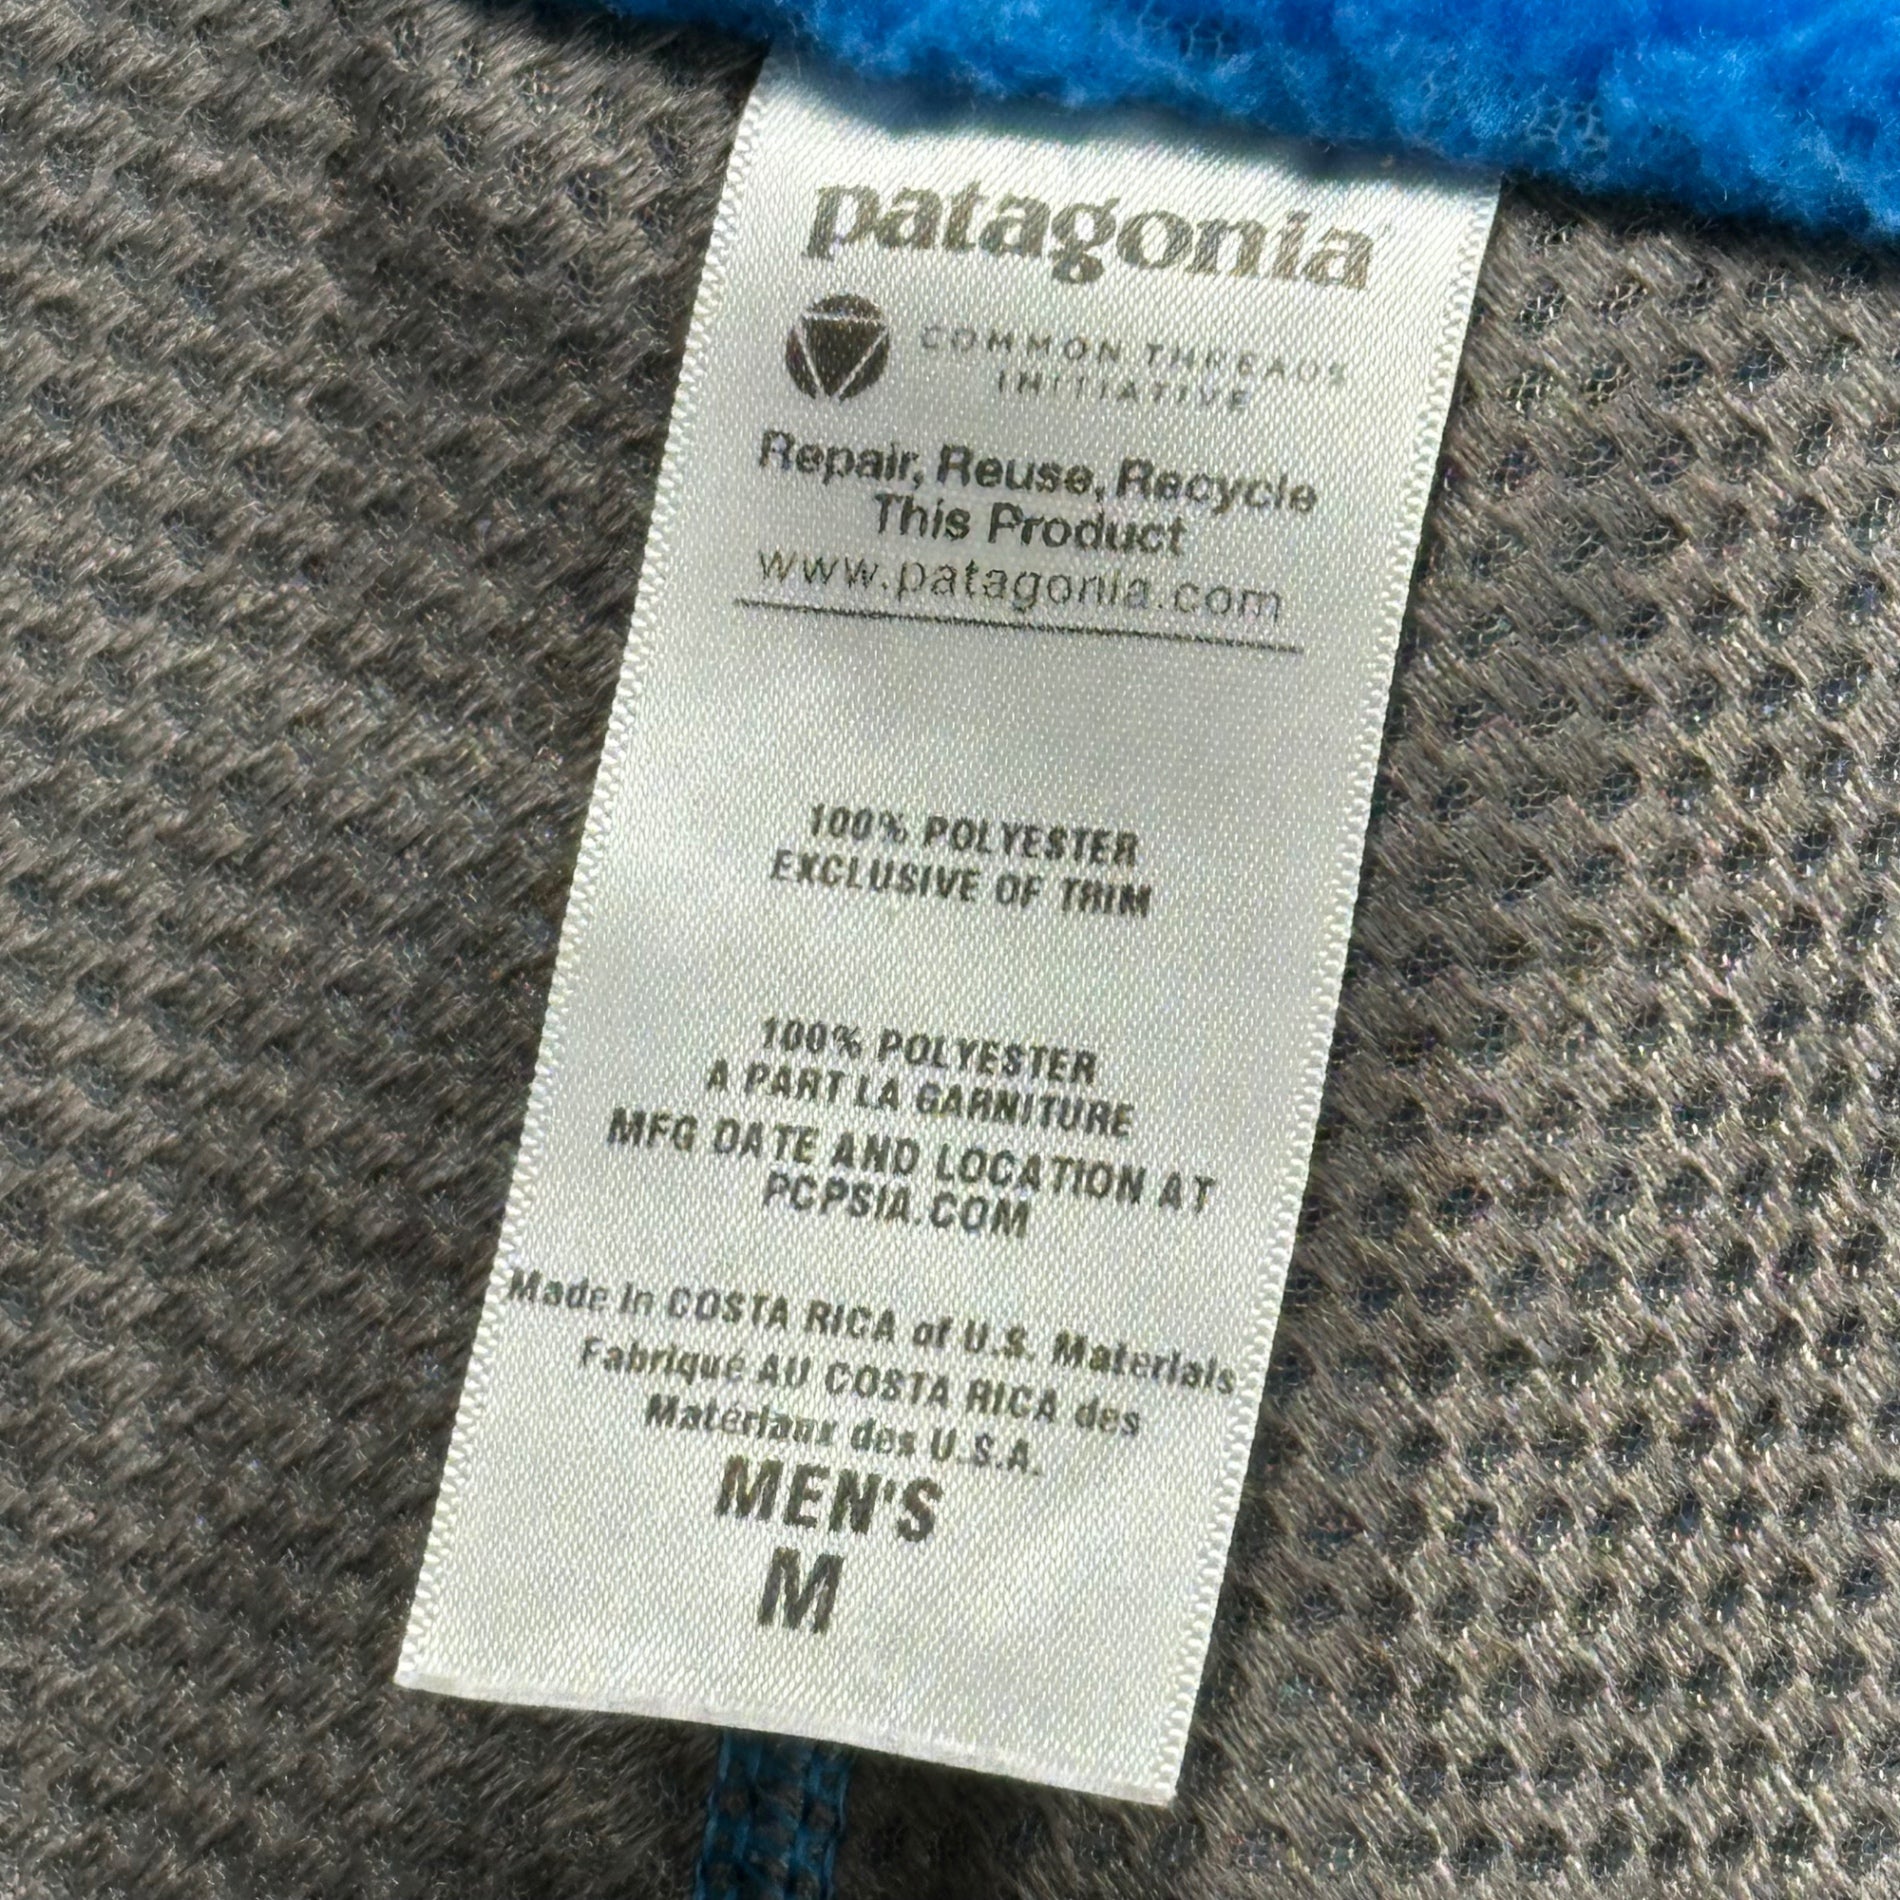 patagonia
COMMON THREADS
INITIATIVE
Repair, Reuse, Recycle
This Product
www.patagonia.com
100% POLYESTER
EXCLUSIVE OF TRIM
100% POLYESTER
A PART LA GARNITURE
MFG DATE AND LOCATION AT
PCPSIA.COM
Made in COSTA RICA of U.S. Materials
Fabriqué AU COSTA RICA des
Matériaux des U.S.A.
MEN'S
M